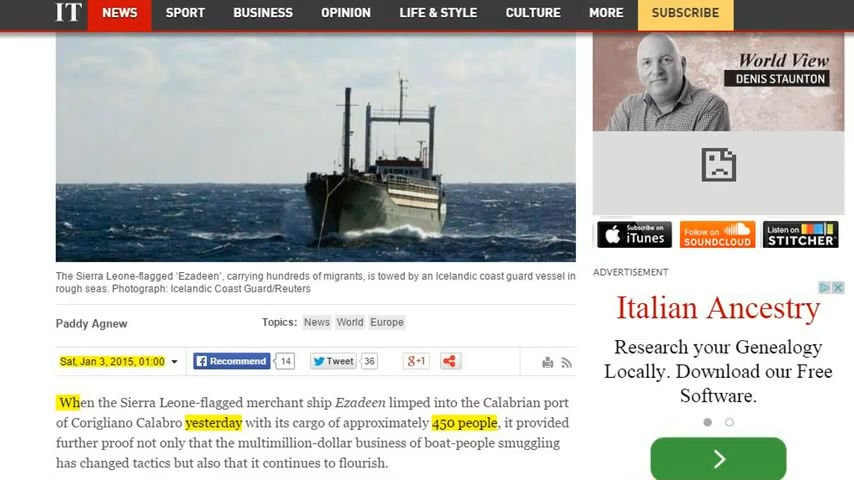 IT NEWS SPORT BUSINESS OPINION LIFE & STYLE CULTURE MORE SUBSCRIBE
World View
DENIS STAUNTON
Subscribe on iTunes Follow on SOUNDCLOUD Listen on STITCHER
The Sierra Leone-flagged ‘Ezadeen’, carrying hundreds of migrants, is towed by an Icelandic coast guard vessel in
rough seas. Photograph: Icelandic Coast Guard/Reuters
ADVERTISEMENT
Italian Ancestry
Research your Genealogy
Locally. Download our Free
Software.
Paddy Agnew Topics: News World Europe
Sat, Jan 3, 2015, 01:00 Recommend 14 Tweet 36 g+1
When the Sierra Leone-flagged merchant ship Ezadeen limped into the Calabrian port
of Corigliano Calabro yesterday with its cargo of approximately 450 people, it provided
further proof not only that the multimillion-dollar business of boat-people smuggling
has changed tactics but also that it continues to flourish.